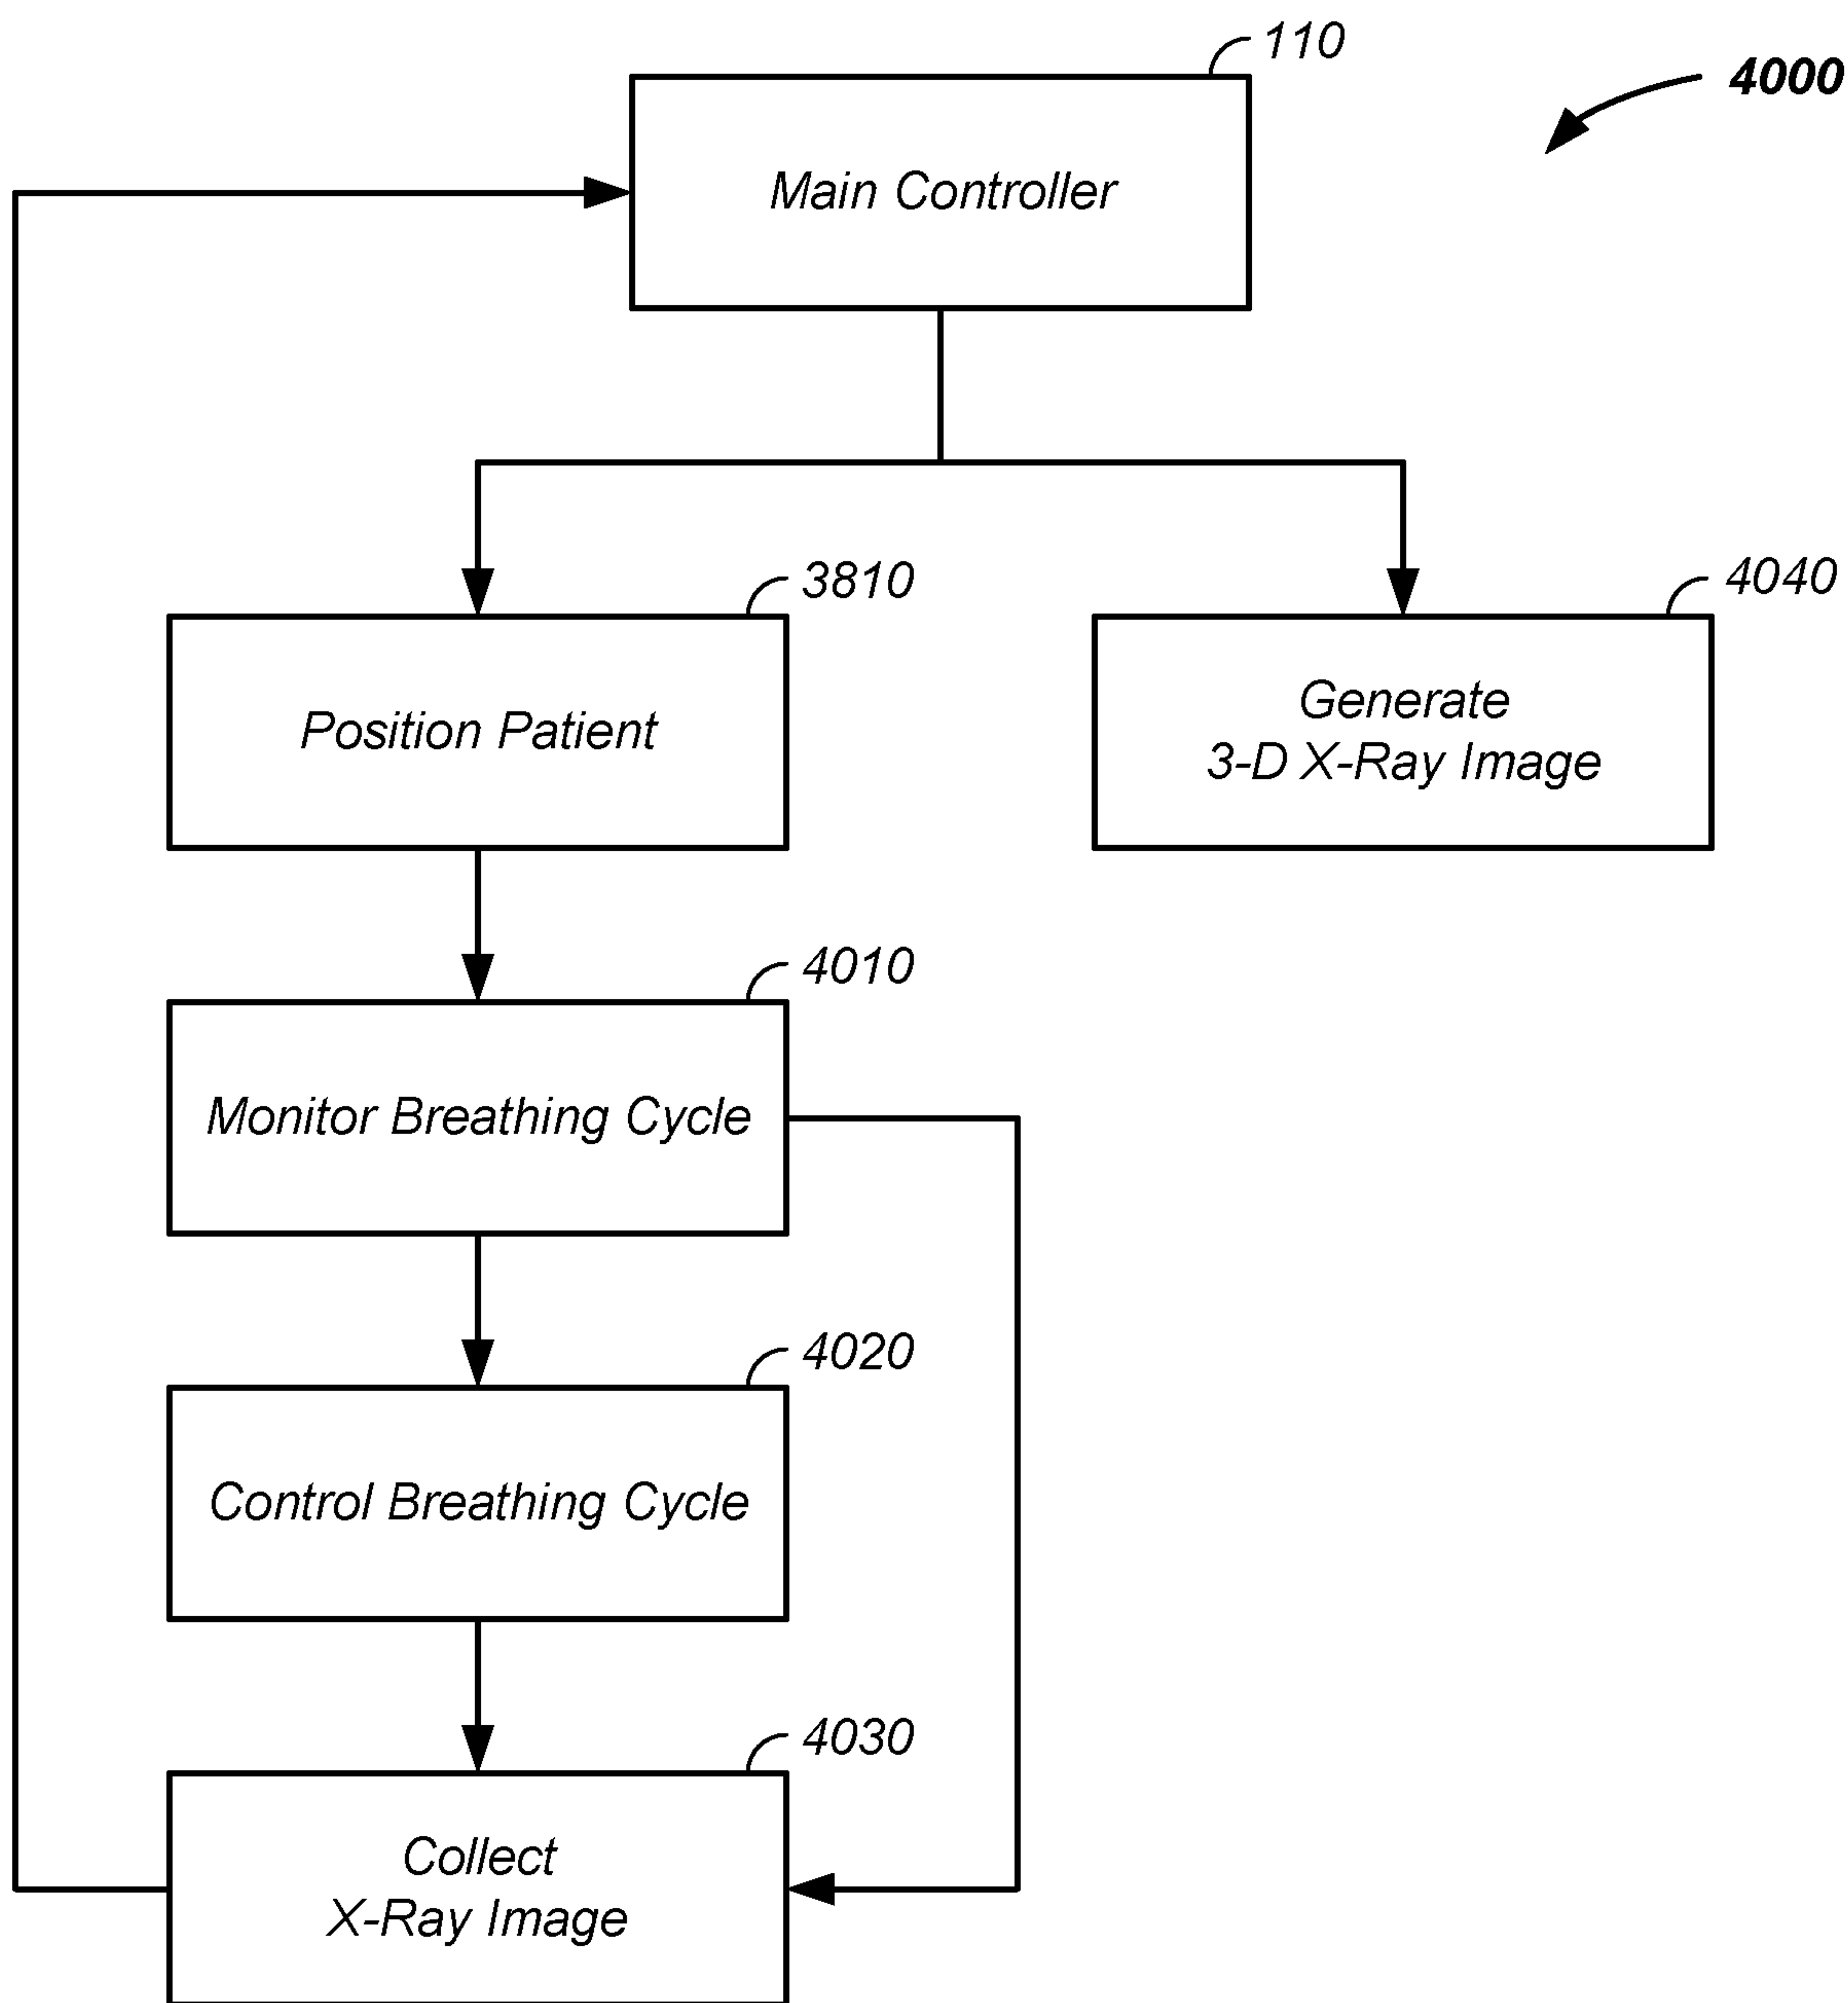 110
4000
Main Controller
3810
4040
Position Patient
Generate
3-D X-Ray Image
4010
Monitor Breathing Cycle
4020
Control Breathing Cycle
4030
Collect
X-Ray Image